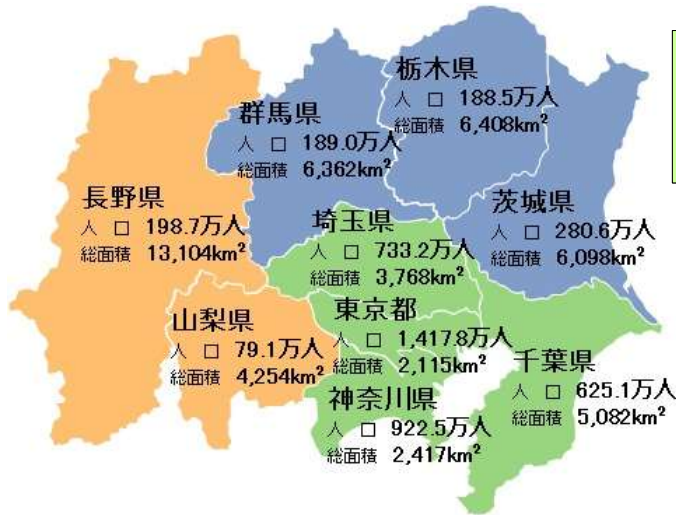 栃木県
人 口 188.5万人
総面積 6,408km²
群馬県
人 口 189.0万人
総面積 6,362km²
長野県
人 口 198.7万人
総面積 13,104km²
茨城県
人 口 280.6万人
総面積 6,098km²
埼玉県
人 口 733.2万人
総面積 3,768km²
山梨県
人 口 79.1万人
総面積 4,254km²
東京都
人 口 1,417.8万人
総面積 2,115km²
千葉県
人 口 625.1万人
総面積 5,082km²
神奈川県
人 口 922.5万人
総面積 2,417km²